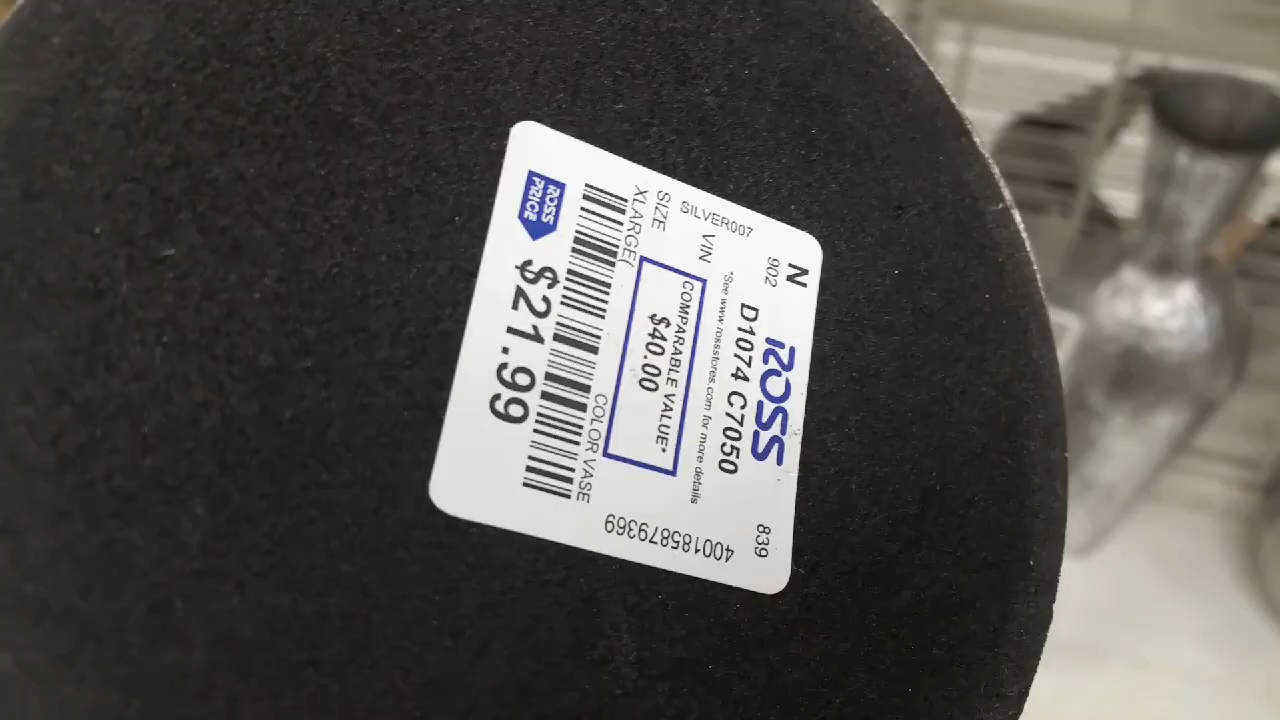 ROSS
N
902
839
D1074 C7050
*See www.rossstores.com for more details
SILVER007
VIN
COMPARABLE VALUE*
$40.00
SIZE
XLARGE(
COLOR VASE
400185879369
ROSS
PRICE
$21.99